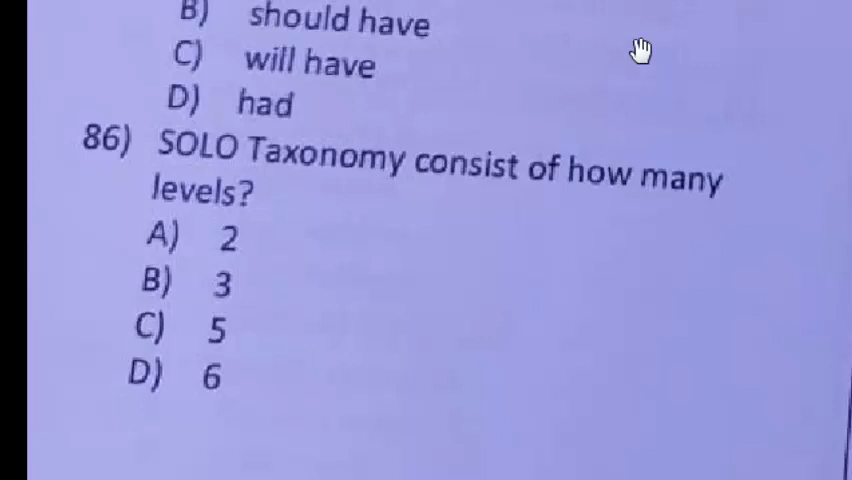 B) should have
C) will have
D) had
86) SOLO Taxonomy consist of how many
levels?
A) 2
B) 3
C) 5
D) 6